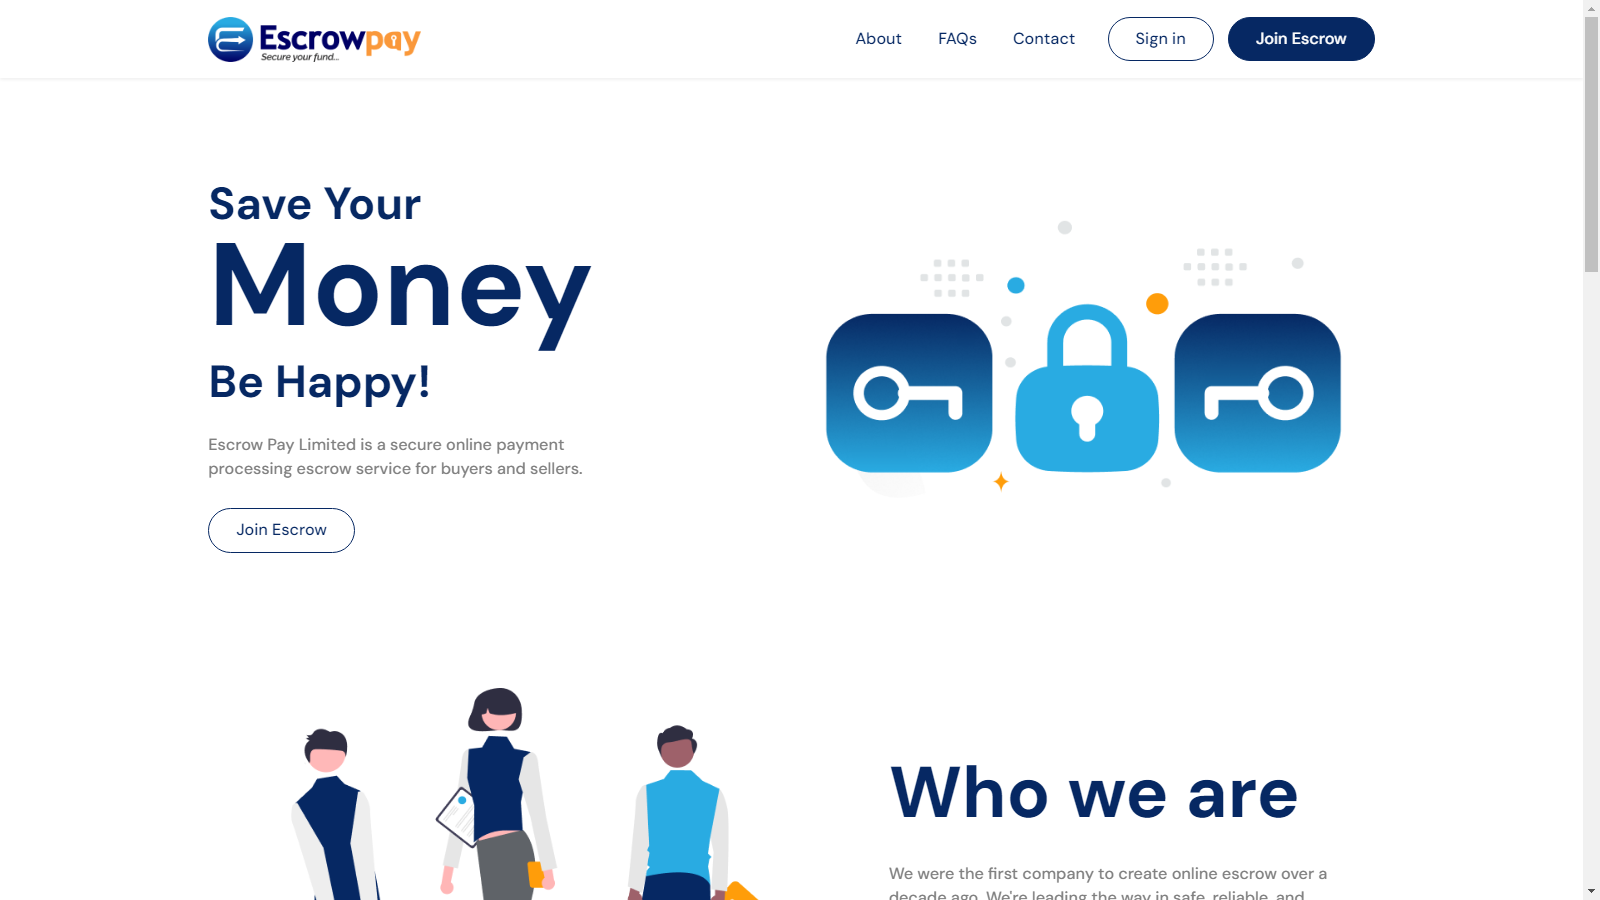 Escrowpay
Secure your fund...
About
FAQs
Contact
Sign in
Join Escrow
Save Your
Money
Be Happy!
Escrow Pay Limited is a secure online payment
processing escrow service for buyers and sellers.
Join Escrow
Who we are
We were the first company to create online escrow over a
decade ago. We're leading the way in safe, reliable, and